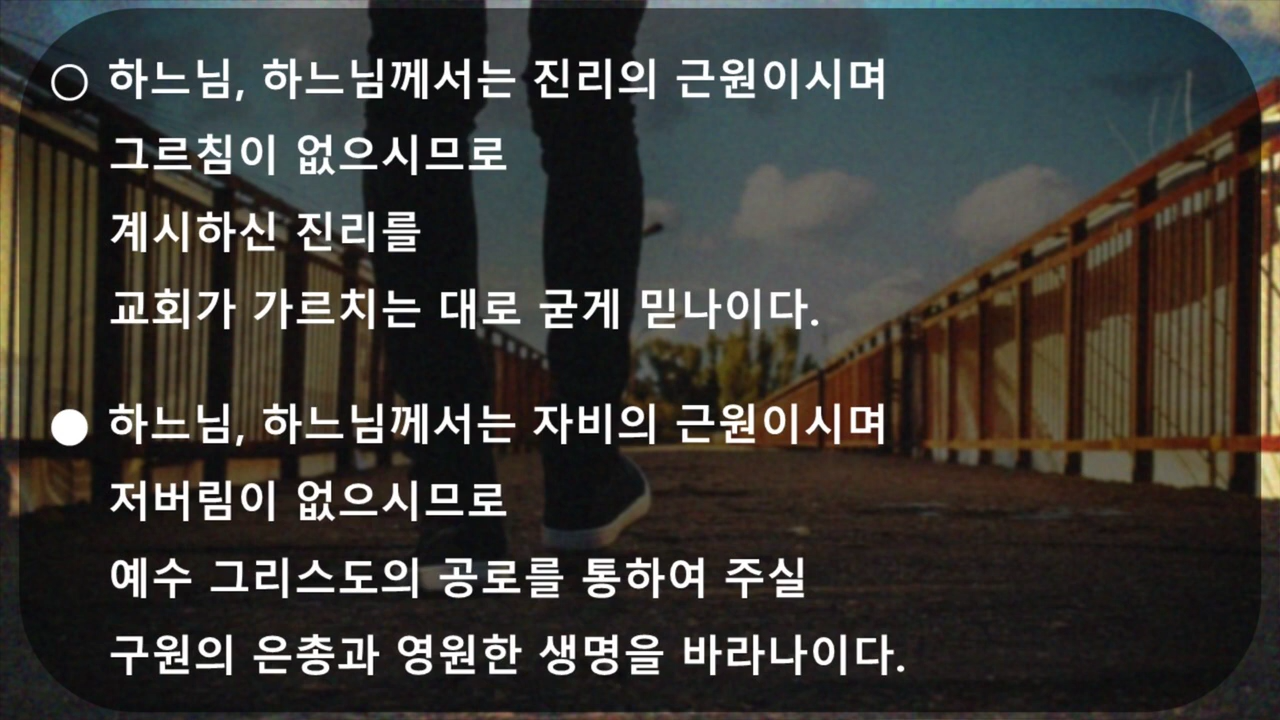 ○ 하느님, 하느님께서는 진리의 근원이시며
그르침이 없으시므로
계시하신 진리를
교회가 가르치는 대로 굳게 믿나이다.
● 하느님, 하느님께서는 자비의 근원이시며
저버림이 없으시므로
예수 그리스도의 공로를 통하여 주실
구원의 은총과 영원한 생명을 바라나이다.